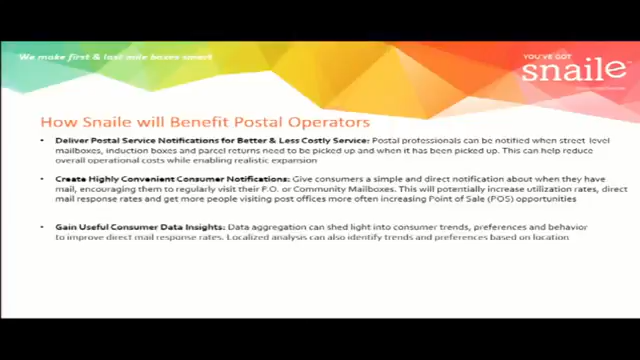 We make first & last mile boxes smart
YOU'VE GOT
snaile
How Snaile will Benefit Postal Operators
• Deliver Postal Service Notifications for Better & Less Costly Service: Postal professionals can be notified when street-level
mailboxes, induction boxes and parcel returns need to be picked up and when it has been picked up. This can help reduce
overall operational costs while enabling realistic expansion
• Create Highly Convenient Consumer Notifications: Give consumers a simple and direct notification about when they have
mail, encouraging them to regularly visit their P.O. or Community Mailboxes. This will potentially increase utilization rates, direct
mail response rates and get more people visiting post offices more often increasing Point of Sale (POS) opportunities
• Gain Useful Consumer Data Insights: Data aggregation can shed light into consumer trends, preferences and behavior
to improve direct mail response rates. Localized analysis can also identify trends and preferences based on location